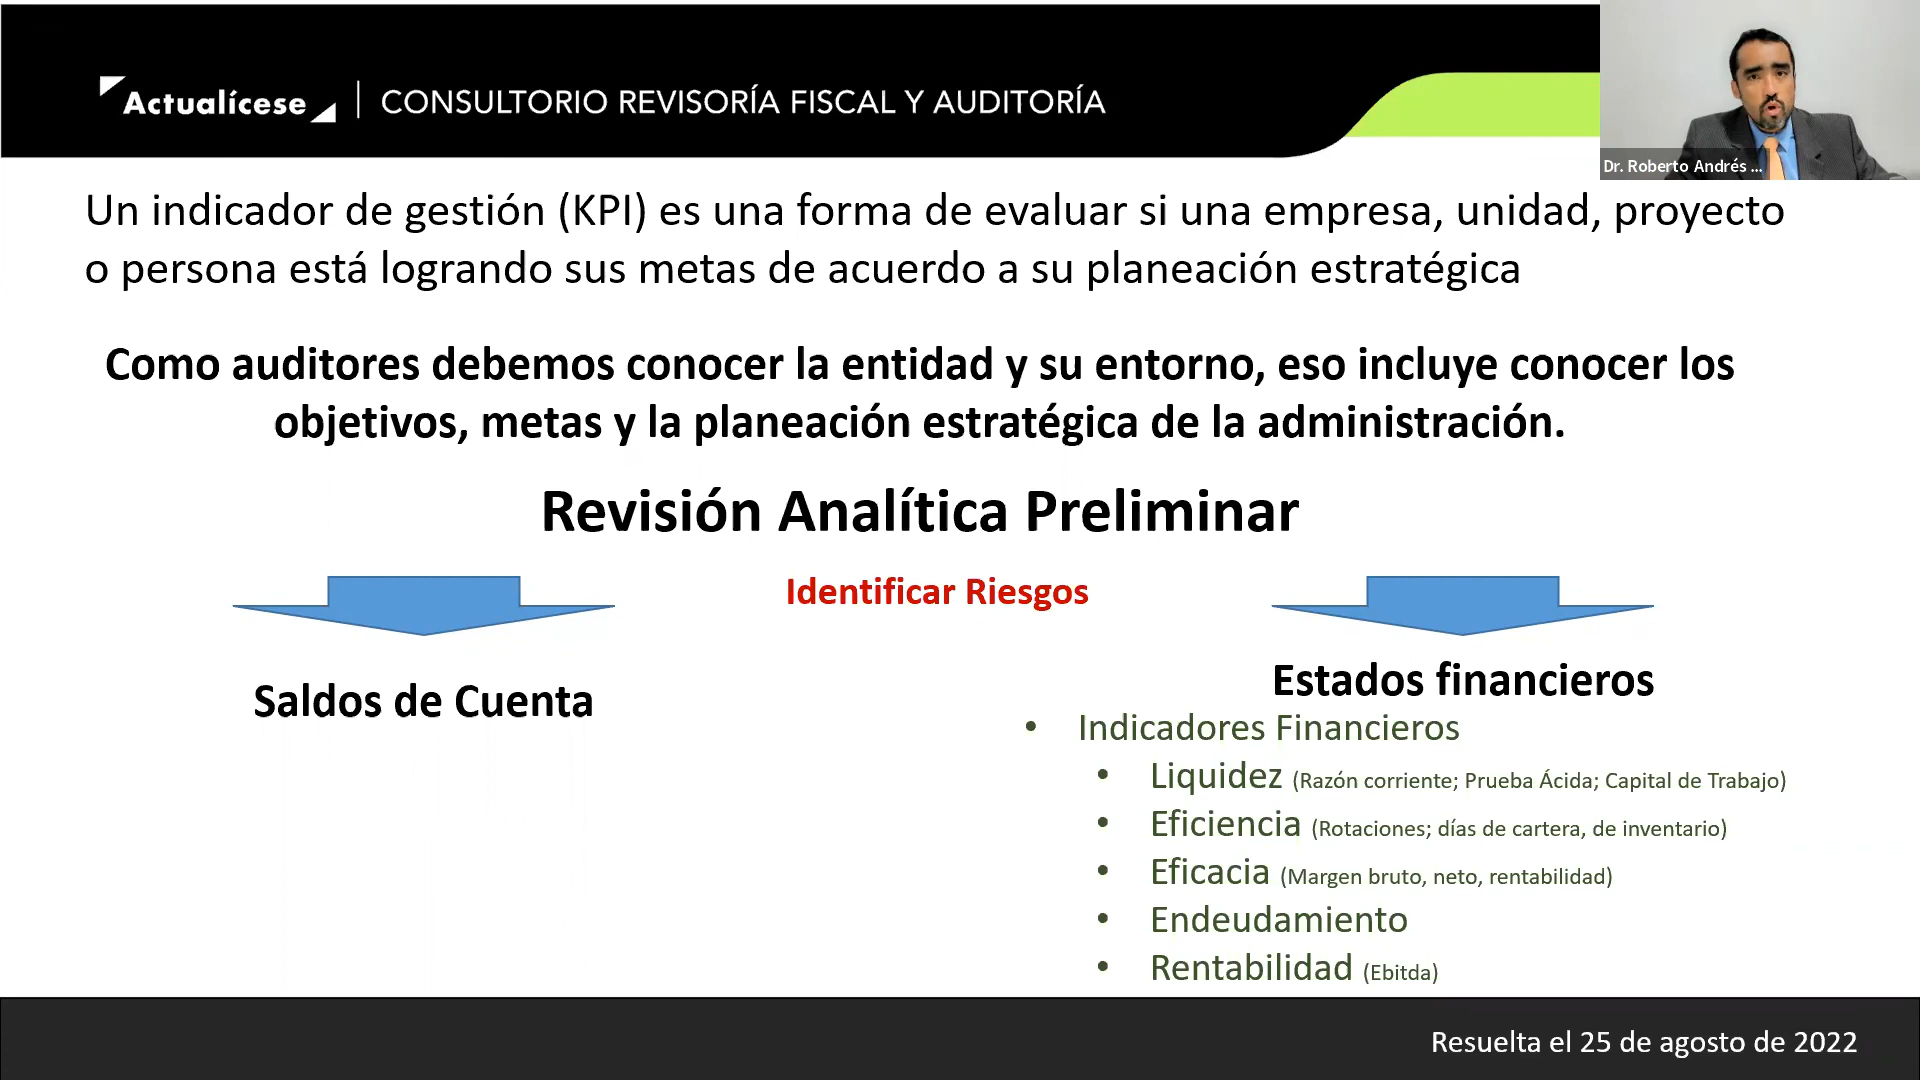 Actualícese | CONSULTORIO REVISORÍA FISCAL Y AUDITORÍA
Dr. Roberto Andrés ...
Un indicador de gestión (KPI) es una forma de evaluar si una empresa, unidad, proyecto
o persona está logrando sus metas de acuerdo a su planeación estratégica
Como auditores debemos conocer la entidad y su entorno, eso incluye conocer los
objetivos, metas y la planeación estratégica de la administración.
Revisión Analítica Preliminar
Identificar Riesgos
Saldos de Cuenta
Estados financieros
• Indicadores Financieros
• Liquidez (Razón corriente; Prueba Ácida; Capital de Trabajo)
• Eficiencia (Rotaciones; días de cartera, de inventario)
• Eficacia (Margen bruto, neto, rentabilidad)
• Endeudamiento
• Rentabilidad (Ebitda)
Resuelta el 25 de agosto de 2022